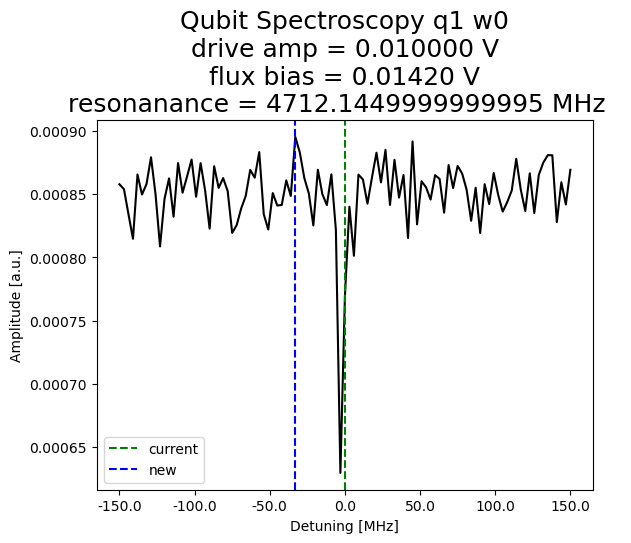 Qubit Spectroscopy q1 w0
drive amp = 0.010000 V
flux bias = 0.01420 V
resonanance = 4712.1449999999995 MHz
0.00090
0.00085
0.00080
0.00075
0.00070
0.00065
Amplitude [a.u.]
current
new
-150.0 -100.0 -50.0 0.0 50.0 100.0 150.0
Detuning [MHz]